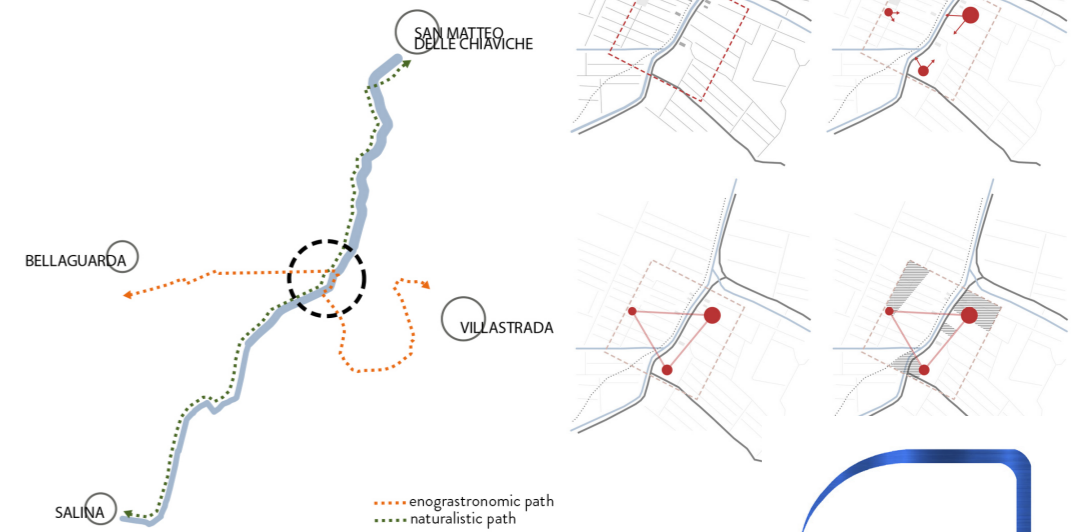 SAN MATTEO
DELLE CHIAVICHE
BELLAGUARDA
VILLASTRADA
SALINA
enograstronomic path
naturalistic path